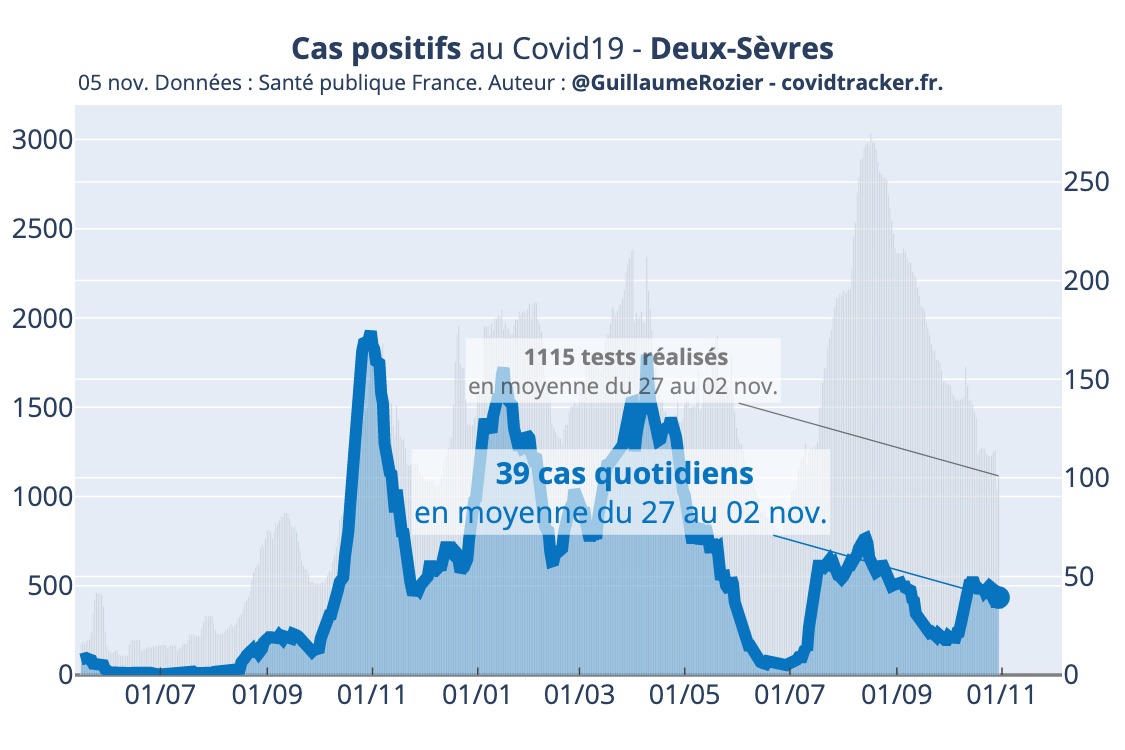 Cas positifs au Covid19 - Deux-Sèvres
05 nov. Données : Santé publique France. Auteur : @GuillaumeRozier - covidtracker.fr.
3000
2500
2000
1500
1000
500
0
250
200
150
100
50
0
1115 tests réalisés
en moyenne du 27 au 02 nov.
39 cas quotidiens
en moyenne du 27 au 02 nov.
01/07 01/09 01/11 01/01 01/03 01/05 01/07 01/09 01/11